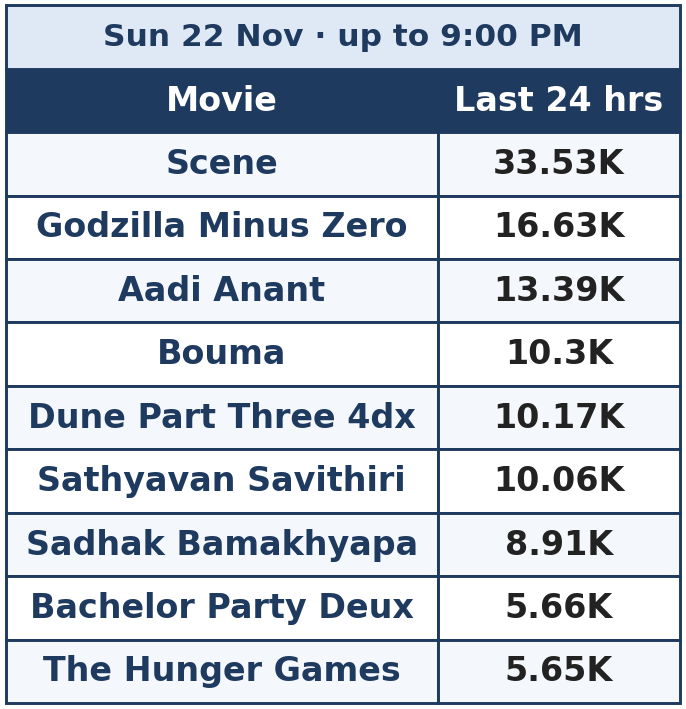 Sun 22 Nov · up to 9:00 PM
Movie Last 24 hrs
Scene 33.53K
Godzilla Minus Zero 16.63K
Aadi Anant 13.39K
Bouma 10.3K
Dune Part Three 4dx 10.17K
Sathyavan Savithiri 10.06K
Sadhak Bamakhyapa 8.91K
Bachelor Party Deux 5.66K
The Hunger Games 5.65K